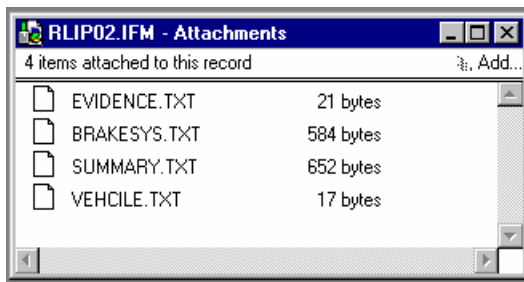 RLIP02.IFM - Attachments
4 items attached to this record Add...
EVIDENCE.TXT 21 bytes
BRAKESYS.TXT 584 bytes
SUMMARY.TXT 652 bytes
VEHCILE.TXT 17 bytes